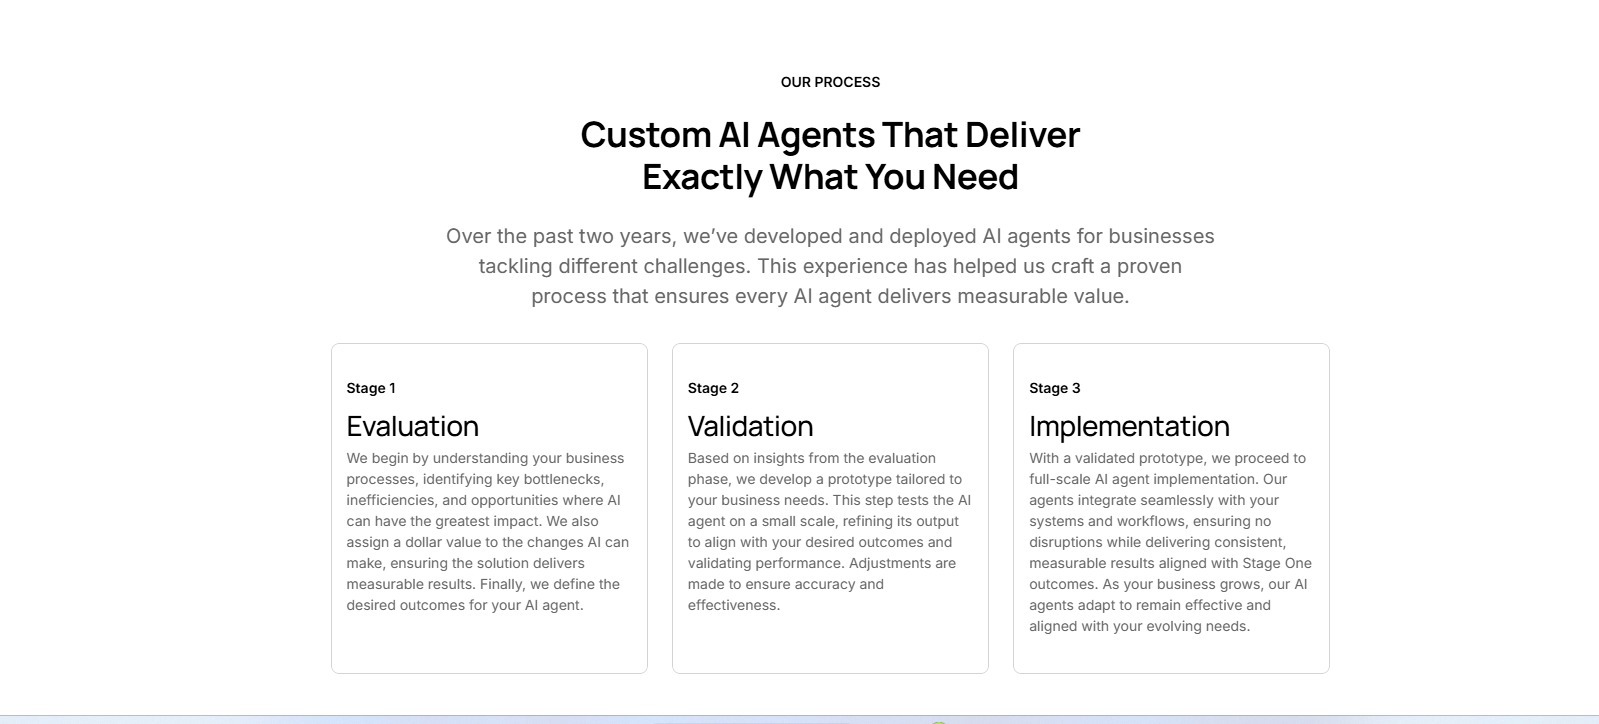 OUR PROCESS
Custom AI Agents That Deliver
Exactly What You Need
Over the past two years, we’ve developed and deployed AI agents for businesses
tackling different challenges. This experience has helped us craft a proven
process that ensures every AI agent delivers measurable value.
Stage 1
Evaluation
We begin by understanding your business
processes, identifying key bottlenecks,
inefficiencies, and opportunities where AI
can have the greatest impact. We also
assign a dollar value to the changes AI can
make, ensuring the solution delivers
measurable results. Finally, we define the
desired outcomes for your AI agent.
Stage 2
Validation
Based on insights from the evaluation
phase, we develop a prototype tailored to
your business needs. This step tests the AI
agent on a small scale, refining its output
to align with your desired outcomes and
validating performance. Adjustments are
made to ensure accuracy and
effectiveness.
Stage 3
Implementation
With a validated prototype, we proceed to
full-scale AI agent implementation. Our
agents integrate seamlessly with your
systems and workflows, ensuring no
disruptions while delivering consistent,
measurable results aligned with Stage One
outcomes. As your business grows, our AI
agents adapt to remain effective and
aligned with your evolving needs.